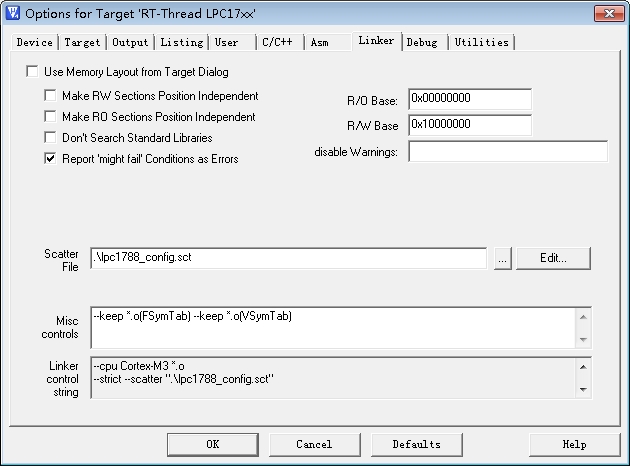 Options for Target 'RT-Thread LPC17xx'
Device Target Output Listing User C/C++ Asm Linker Debug Utilities
Use Memory Layout from Target Dialog
Make RW Sections Position Independent
Make RO Sections Position Independent
Don't Search Standard Libraries
Report 'might fail' Conditions as Errors
R/O Base: 0x00000000
R/W Base 0x10000000
disable Warnings:
Scatter
File
.\lpc1788_config.sct
...
Edit...
Misc
controls
--keep *.o(FSymTab) --keep *.o(VSymTab)
Linker
control
string
--cpu Cortex-M3 *.o
--strict --scatter ".\lpc1788_config.sct"
OK Cancel Defaults Help